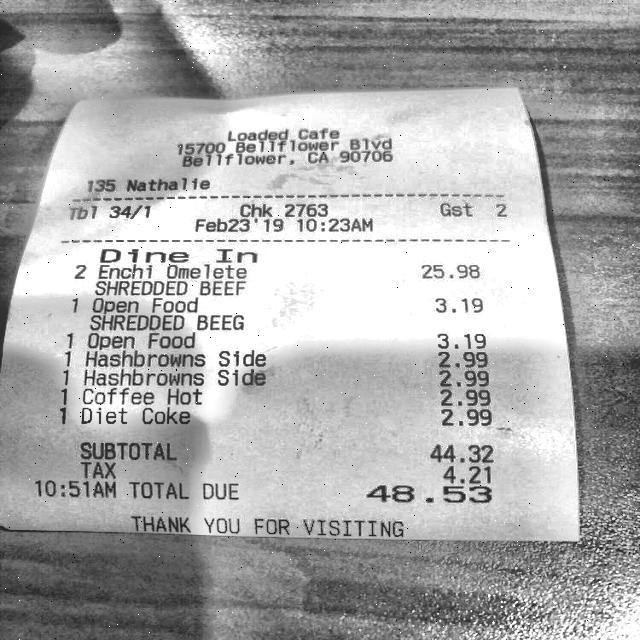 Loaded Cafe
15700 Bellflower Blvd
Bellflower, CA 90706
135 Nathalie
Tbl 34/1 Chk 2763 Gst 2
Feb23'19 10:23AM
Dine In
2 Enchi Omelete 25.98
SHREDDED BEEF
1 Open Food 3.19
SHREDDED BEEG
1 Open Food 3.19
1 Hashbrowns Side 2.99
1 Hashbrowns Side 2.99
1 Coffee Hot 2.99
1 Diet Coke 2.99
SUBTOTAL 44.32
TAX 4.21
10:51AM TOTAL DUE 48.53
THANK YOU FOR VISITING